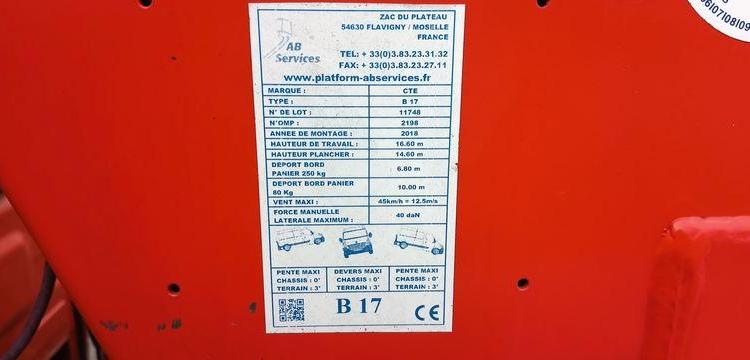 ZAC DU PLATEAU
54630 FLAVIGNY / MOSELLE
FRANCE
AB
Services
TEL: + 33(0)3.83.23.31.32
FAX: + 33(0)3.83.23.27.11
www.platform-abservices.fr
MARQUE : CTE
TYPE : B 17
N° DE LOT : 11748
N°OMP : 2198
ANNEE DE MONTAGE : 2018
HAUTEUR DE TRAVAIL : 16.60 m
HAUTEUR PLANCHER : 14.60 m
DEPORT BORD
PANIER 250 kg 6.80 m
DEPORT BORD PANIER
80 Kg 10.00 m
VENT MAXI : 45km/h = 12.5m/s
FORCE MANUELLE
LATERALE MAXIMUM : 40 daN
PENTE MAXI DEVERS MAXI PENTE MAXI
CHASSIS : 0° CHASSIS : 0° CHASSIS : 0°
TERRAIN : 3° TERRAIN : 3° TERRAIN : 3°
B 17 CE
06|07|08|09